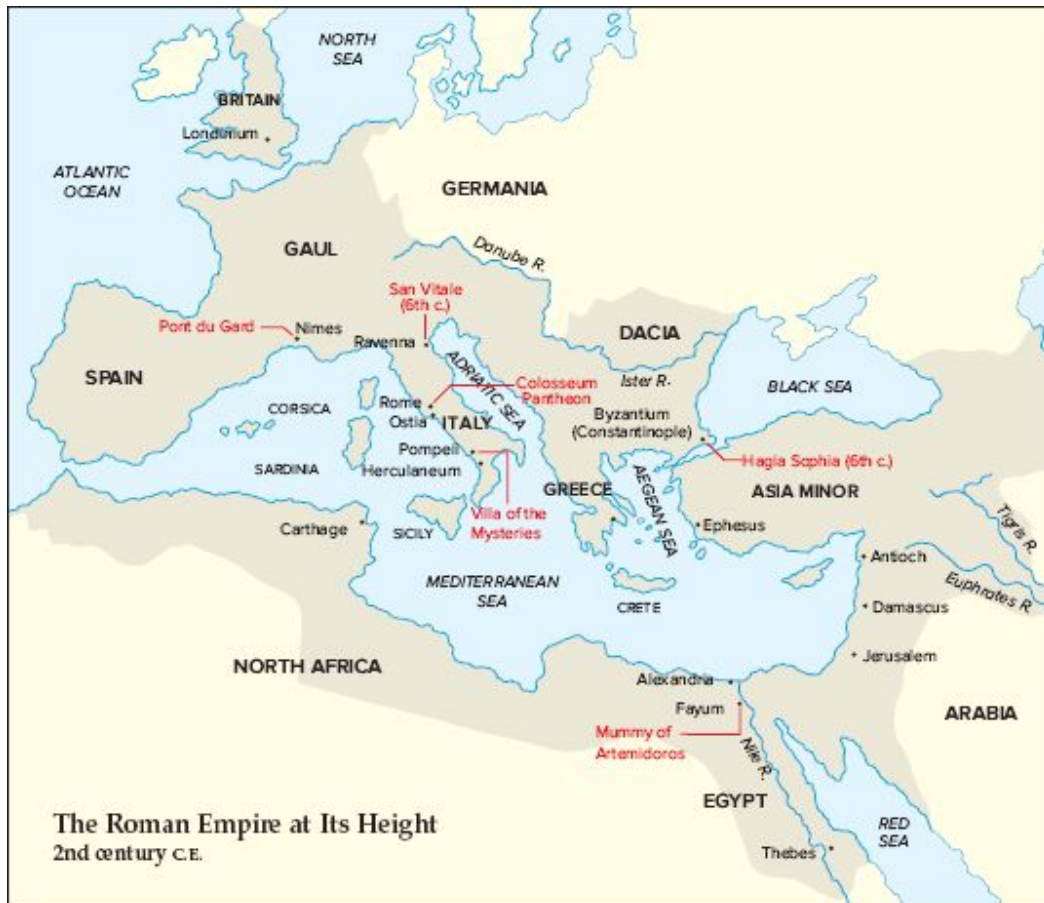 NORTH
SEA
BRITAIN
Londinium
ATLANTIC
OCEAN
GERMANIA
GAUL
Danube R.
San Vitale
(6th c.)
Pont du Gard
Nimes
Ravenna
DACIA
SPAIN
ADRIATIC SEA
Ister R.
BLACK SEA
CORSICA
Rome
Colosseum
Pantheon
Ostia
ITALY
Byzantium
(Constantinople)
Pompeii
Hagia Sophia (6th c.)
SARDINIA
Herculaneum
GREECE
AEGEAN SEA
ASIA MINOR
Villa of the
Mysteries
Carthage
SICILY
Ephesus
Tigris R.
Antioch
MEDITERRANEAN
SEA
Euphrates R.
CRETE
Damascus
NORTH AFRICA
Jerusalem
Alexandria
Fayum
ARABIA
Mummy of
Artemidoros
Nile R.
EGYPT
The Roman Empire at Its Height
2nd century C.E.
RED
SEA
Thebes